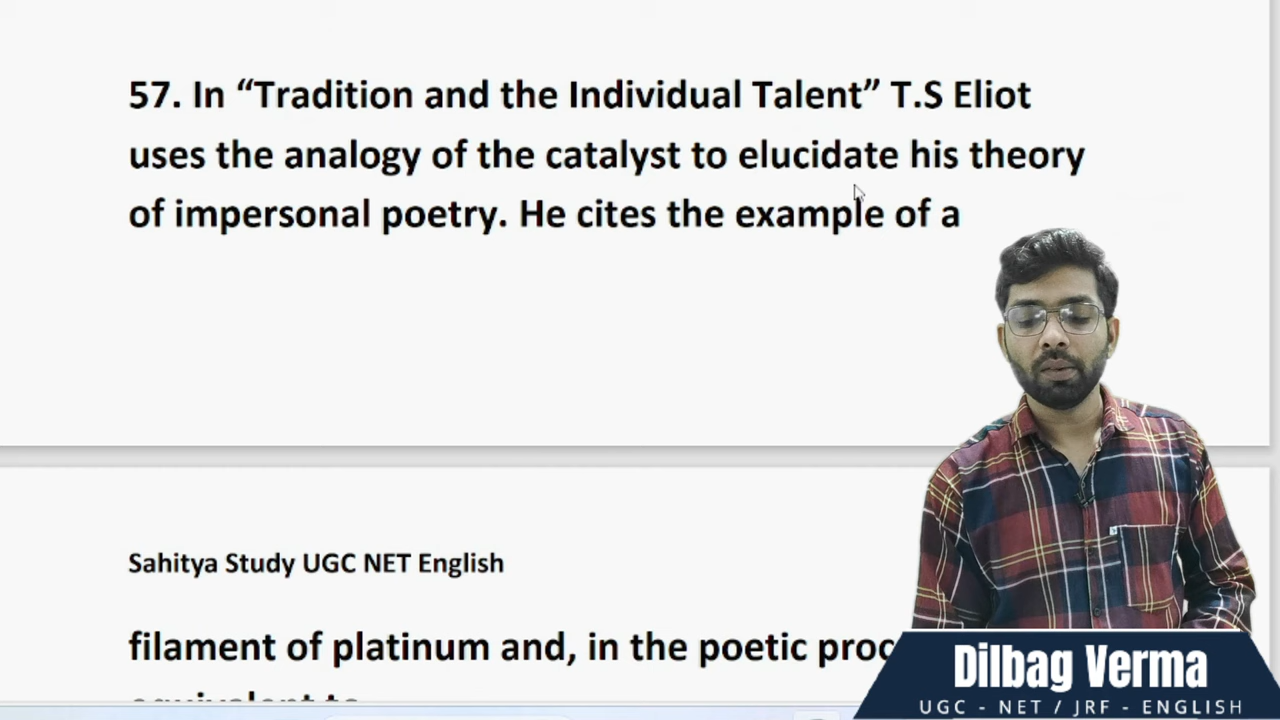 57. In “Tradition and the Individual Talent” T.S Eliot
uses the analogy of the catalyst to elucidate his theory
of impersonal poetry. He cites the example of a
Sahitya Study UGC NET English
filament of platinum and, in the poetic
Dilbag Verma
UGC - NET / JRF - ENGLISH